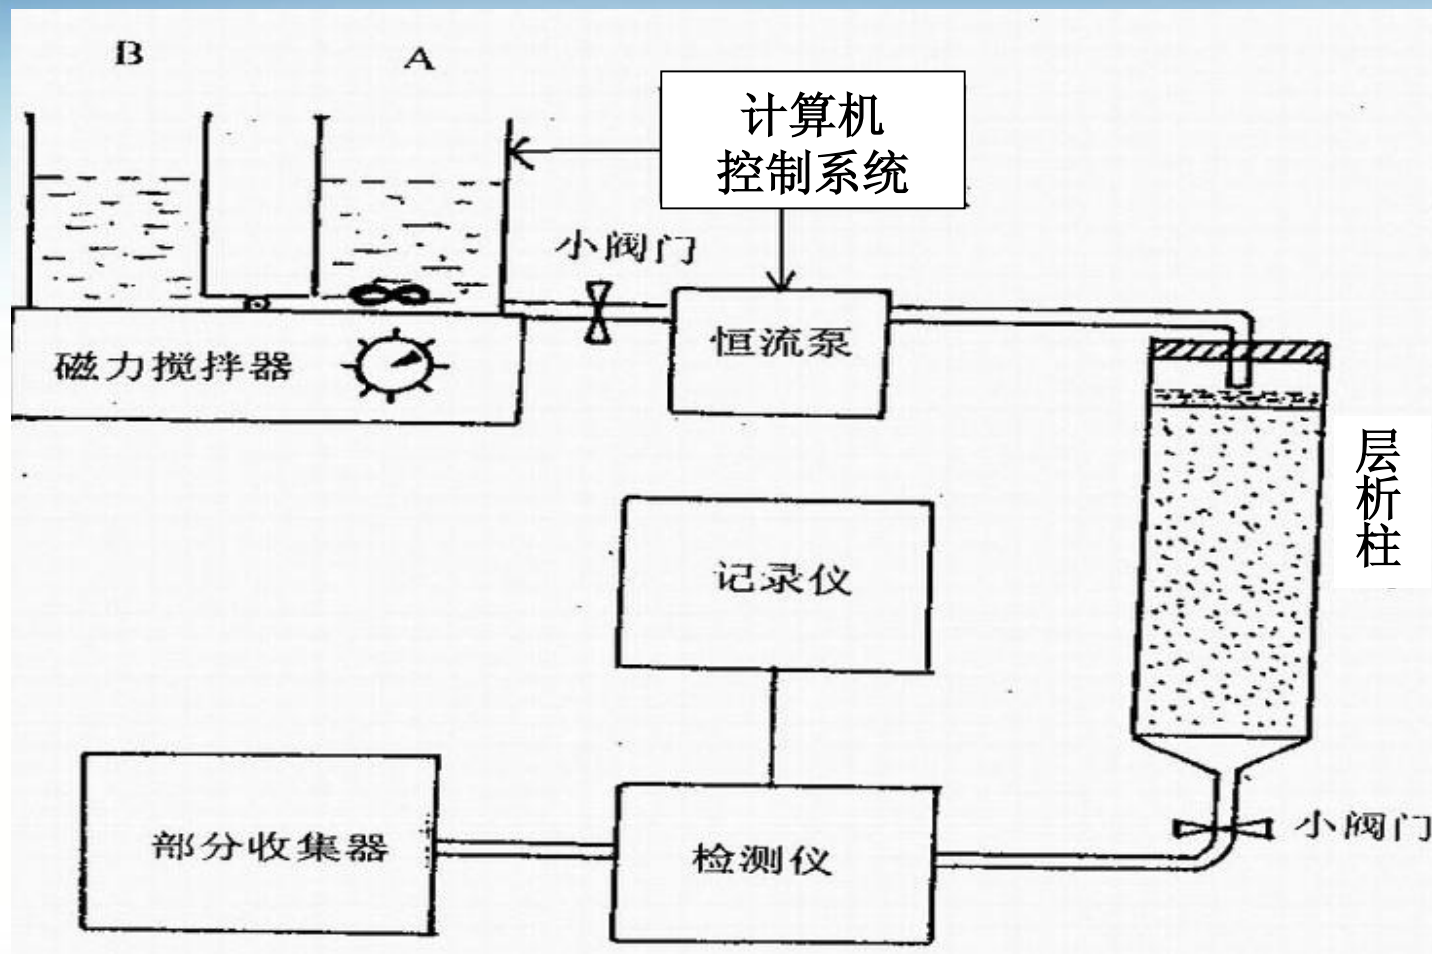 B
A
计算机
控制系统
小阀门
恒流泵
磁力搅拌器
层析柱
记录仪
小阀门
部分收集器
检测仪